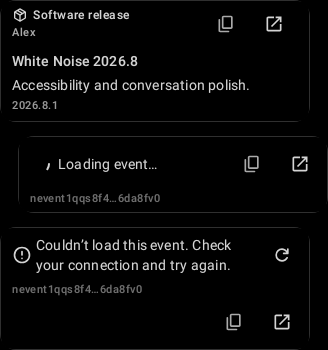 Software release
Alex
White Noise 2026.8
Accessibility and conversation polish.
2026.8.1
Loading event…
nevent1qqs8f4…6da8fv0
Couldn’t load this event. Check
your connection and try again.
nevent1qqs8f4…6da8fv0